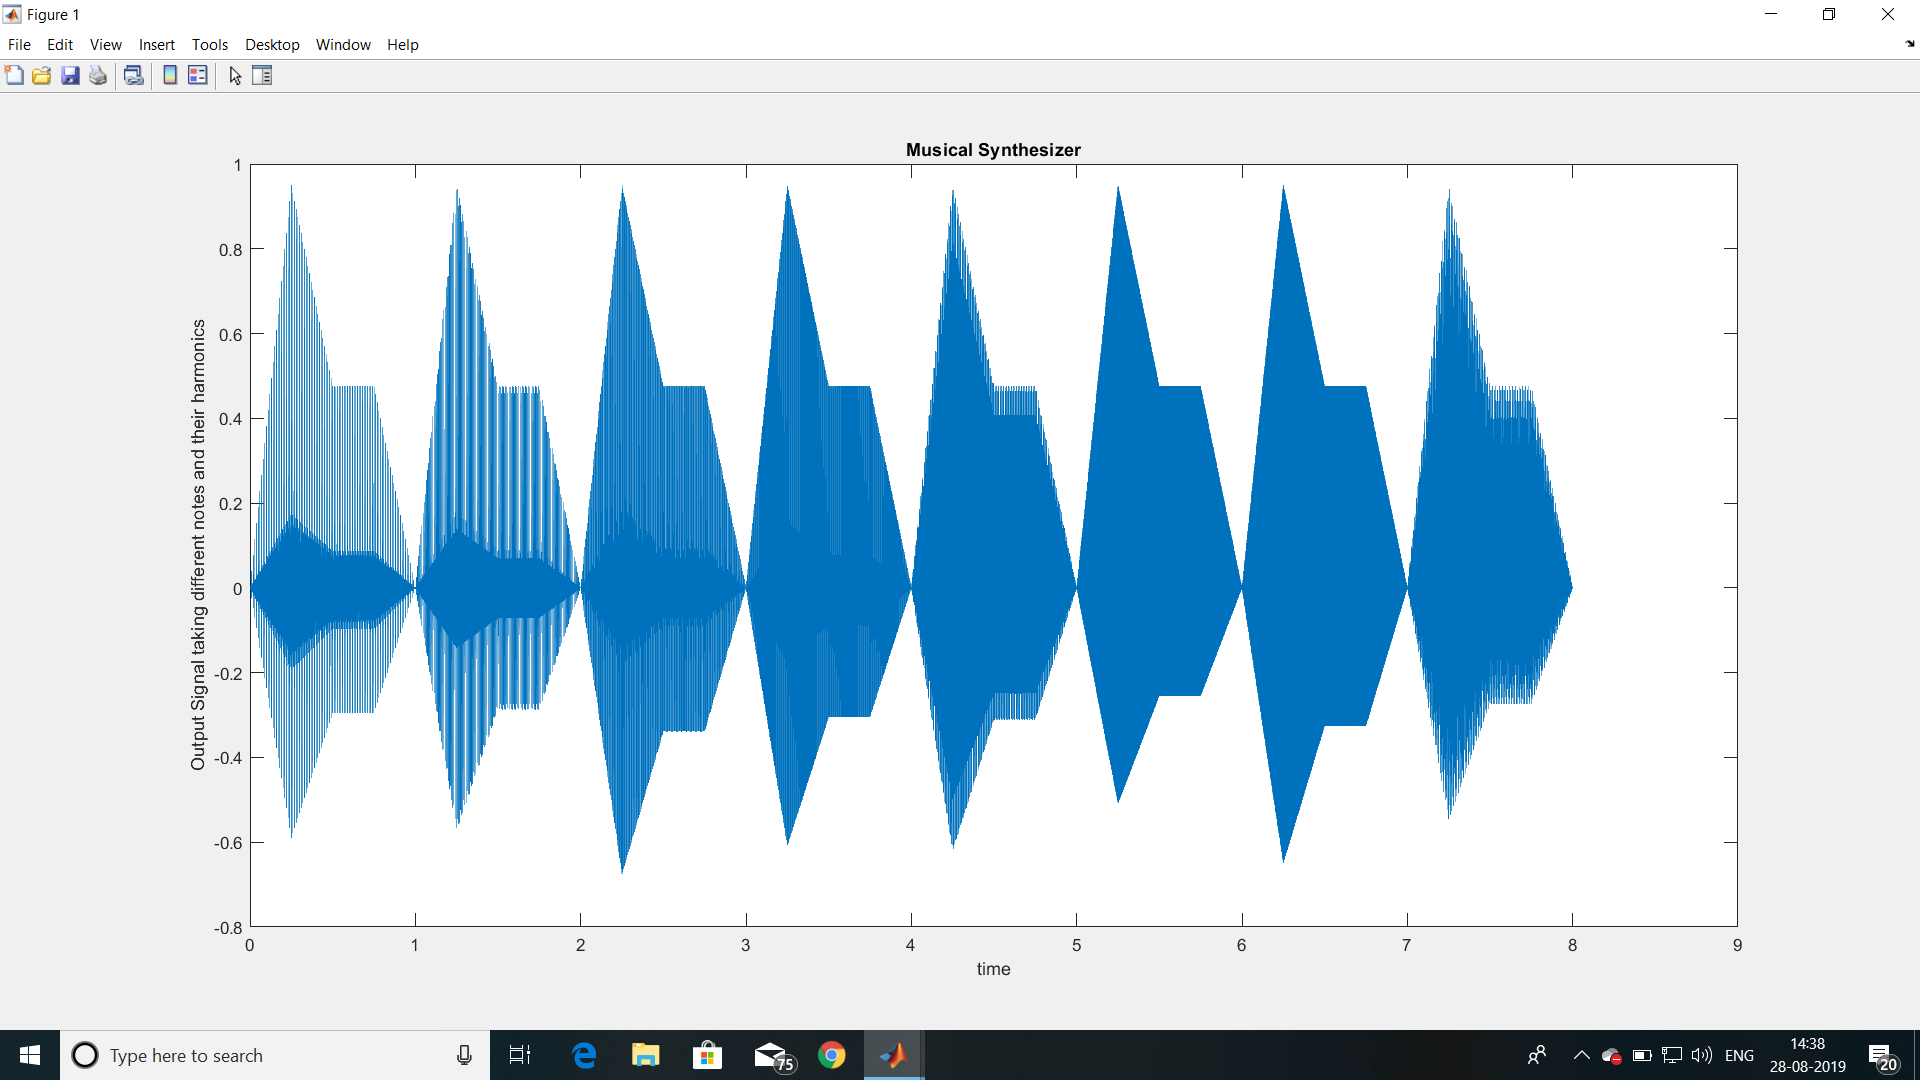 Figure 1
File Edit View Insert Tools Desktop Window Help
Musical Synthesizer
Output Signal taking different notes and their harmonics
1
0.8
0.6
0.4
0.2
0
-0.2
-0.4
-0.6
-0.8
0 1 2 3 4 5 6 7 8 9
time
Type here to search
75
ENG
14:38
28-08-2019
20